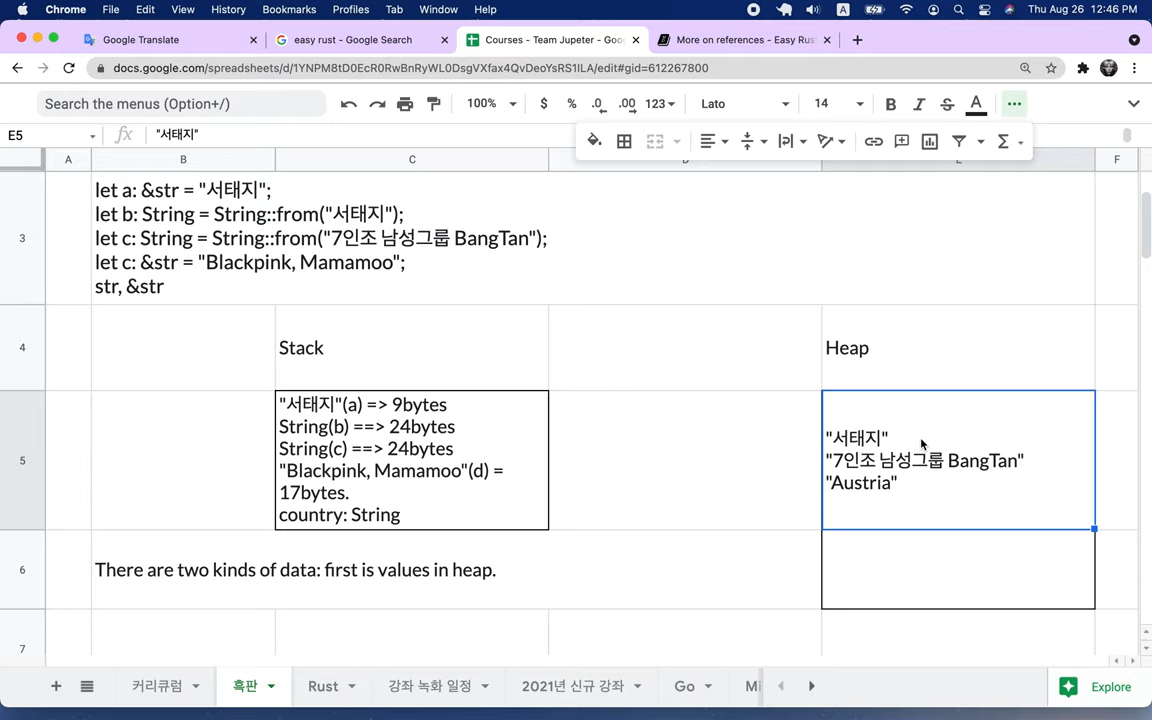 Chrome File Edit View History Bookmarks Profiles Tab Window Help A Thu Aug 26 12:46 PM
Google Translate easy rust - Google Search Courses - Team Jupeter - Goo More on references - Easy Rus
docs.google.com/spreadsheets/d/1YNPM8tD0EcR0RwBnRyWL0DsgVXfax4QvDeoYsRS1ILA/edit#gid=612267800
Search the menus (Option+/) 100% $ % .0 .00 123 Lato 14 B I S A
E5 fx "서태지"
A B C D E F
3
let a: &str = "서태지";
let b: String = String::from("서태지");
let c: String = String::from("7인조 남성그룹 BangTan");
let c: &str = "Blackpink, Mamamoo";
str, &str
4 Stack Heap
5
"서태지"(a) => 9bytes
String(b) ==> 24bytes
String(c) ==> 24bytes
"Blackpink, Mamamoo"(d) =
17bytes.
country: String
"서태지"
"7인조 남성그룹 BangTan"
"Austria"
6 There are two kinds of data: first is values in heap.
7
커리큘럼 흑판 Rust 강좌 녹화 일정 2021년 신규 강좌 Go Mi Explore